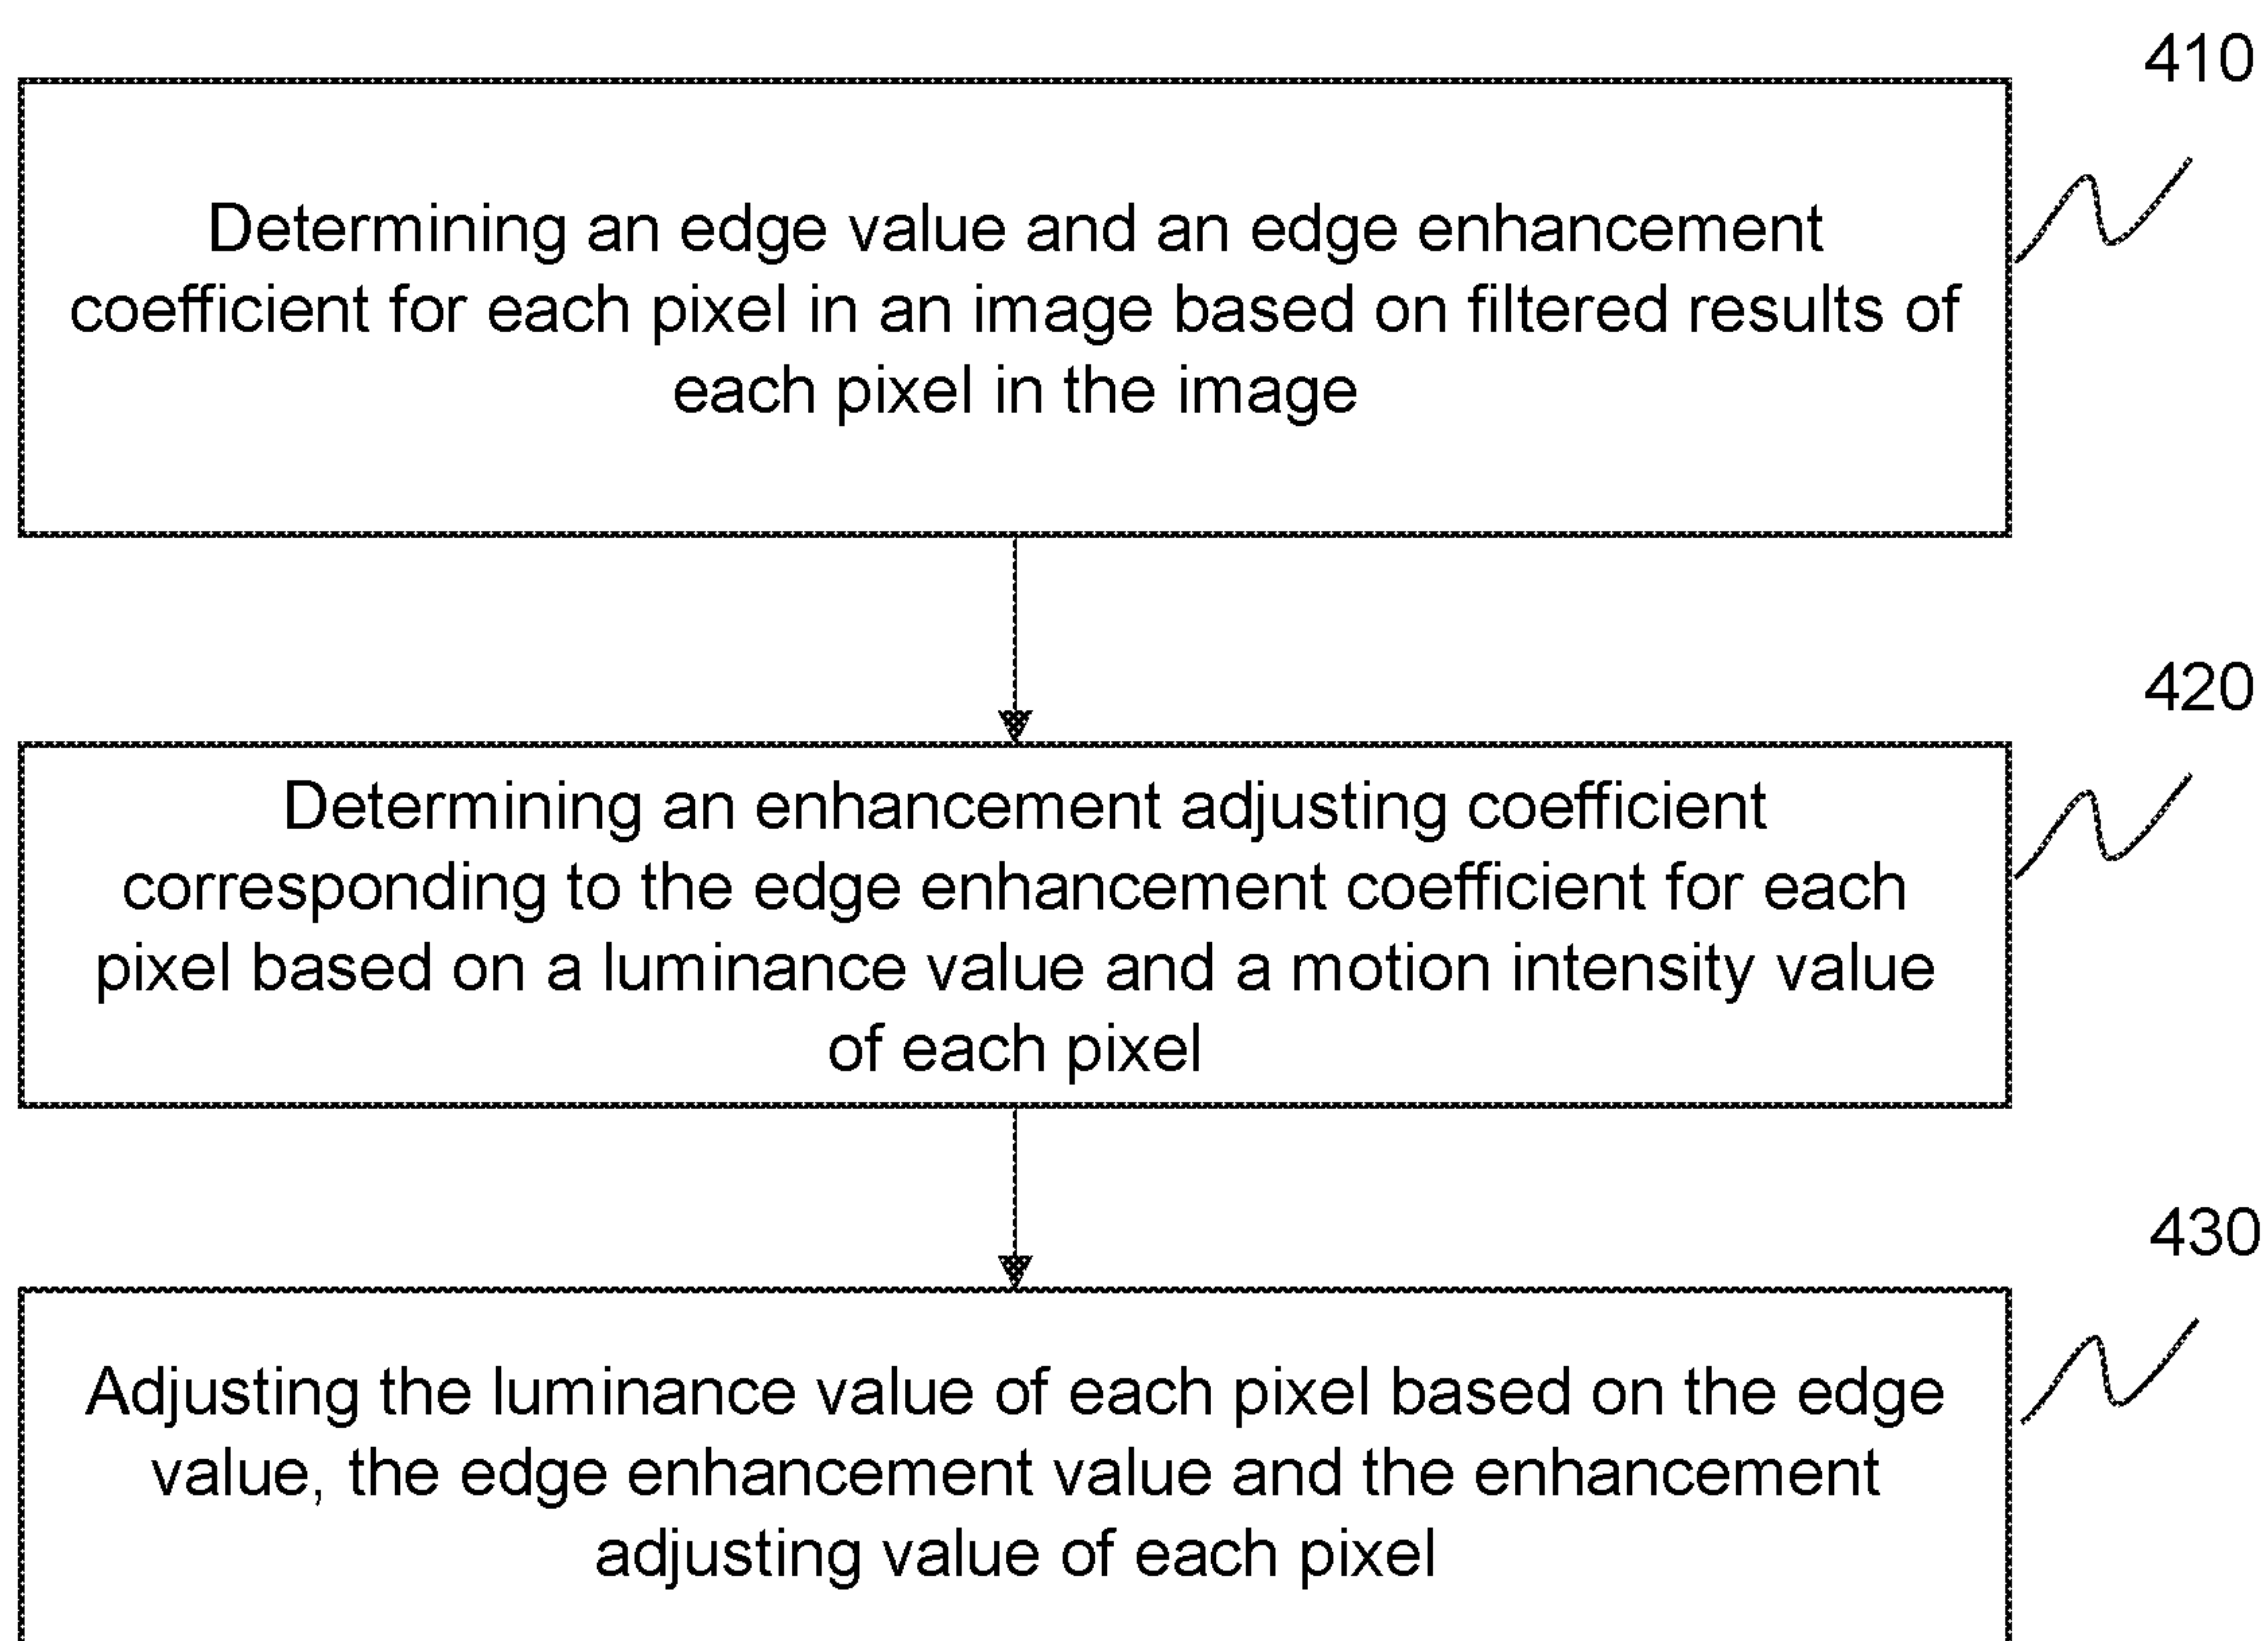 410
Determining an edge value and an edge enhancement
coefficient for each pixel in an image based on filtered results of
each pixel in the image
420
Determining an enhancement adjusting coefficient
corresponding to the edge enhancement coefficient for each
pixel based on a luminance value and a motion intensity value
of each pixel
430
Adjusting the luminance value of each pixel based on the edge
value, the edge enhancement value and the enhancement
adjusting value of each pixel